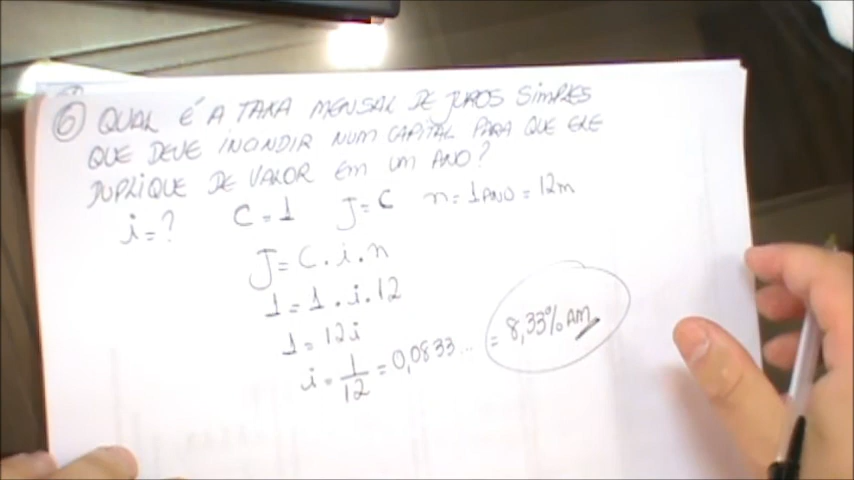 6 QUAL É A TAXA MENSAL DE JUROS SIMPLES
QUE DEVE INCINDIR NUM CAPITAL PARA QUE ELE
DUPLIQUE DE VALOR EM UM ANO?
i = ? C = 1 J = C n = 1 ANO = 12m
J = C . i . n
1 = 1 . i . 12
1 = 12i
i = 1/12 = 0,0833... = 8,33% AM